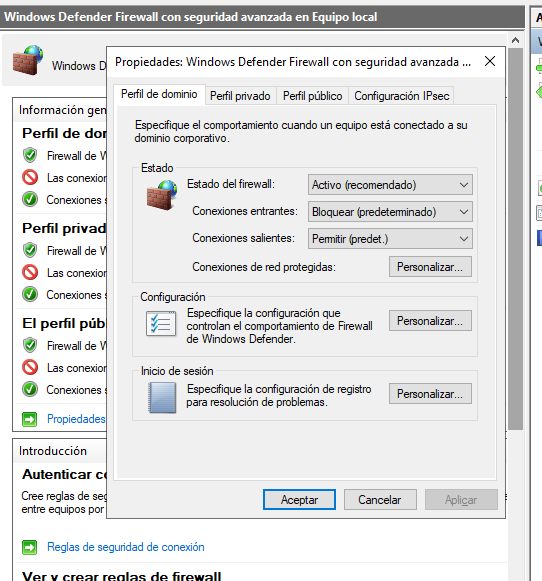 Windows Defender Firewall con seguridad avanzada en Equipo local
Windows D
Propiedades: Windows Defender Firewall con seguridad avanzada ...
Perfil de dominio
Perfil privado
Perfil público
Configuración IPsec
Especifique el comportamiento cuando un equipo está conectado a su
dominio corporativo.
Estado
Estado del firewall:
Activo (recomendado)
Conexiones entrantes:
Bloquear (predeterminado)
Conexiones salientes:
Permitir (predet.)
Conexiones de red protegidas:
Personalizar...
Configuración
Especifique la configuración que
controlan el comportamiento de Firewall
de Windows Defender.
Personalizar...
Inicio de sesión
Especifique la configuración de registro
para resolución de problemas.
Personalizar...
Aceptar
Cancelar
Aplicar
Información gen
Perfil de dor
Firewall de W
Las conexior
Conexiones s
Perfil privad
Firewall de W
Las conexior
Conexiones s
El perfil púb
Firewall de W
Las conexior
Conexiones s
Propiedades
Introducción
Autenticar co
Cree reglas de seg
entre equipos por
Reglas de seguridad de conexión
Ver y crear reglas de firewall